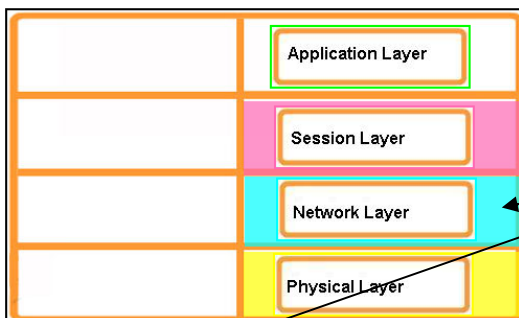 Application Layer
Session Layer
Network Layer
Physical Layer